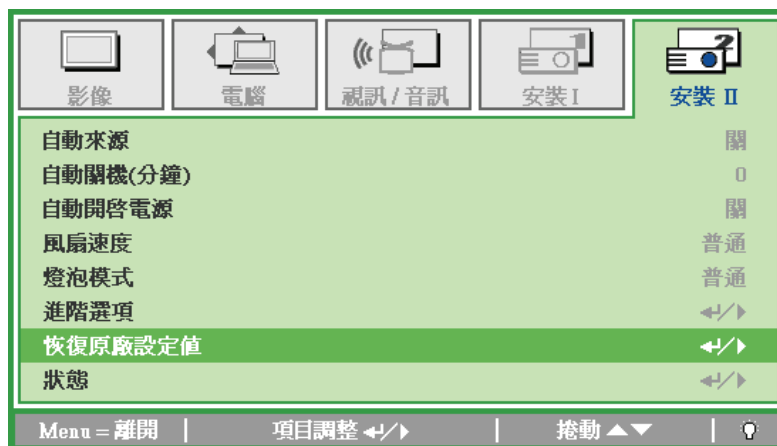 影像 電腦 視訊 / 音訊 安裝 I 安裝 II
自動來源 關
自動關機(分鐘) 0
自動開啓電源 關
風扇速度 普通
燈泡模式 普通
進階選項
恢復原廠設定值
狀態
Menu = 離開 項目調整 捲動